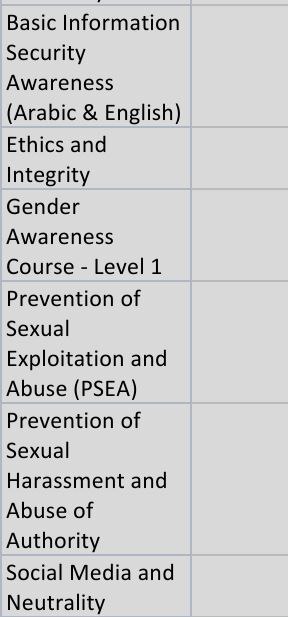 Basic Information
Security
Awareness
(Arabic & English)
Ethics and
Integrity
Gender
Awareness
Course - Level 1
Prevention of
Sexual
Exploitation and
Abuse (PSEA)
Prevention of
Sexual
Harassment and
Abuse of
Authority
Social Media and
Neutrality